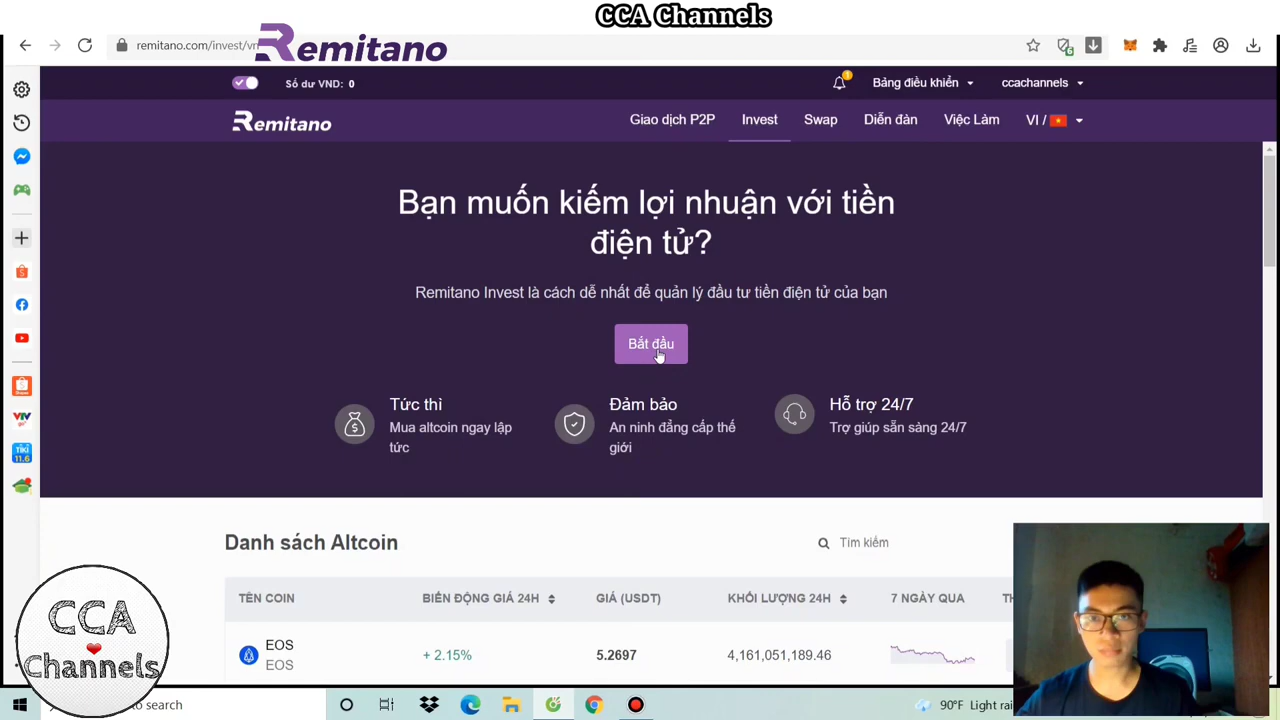 CCA Channels
remitano.com/invest/vn
Remitano
Số dư VND: 0
1
Bảng điều khiển
ccachannels
Remitano
Giao dịch P2P
Invest
Swap
Diễn đàn
Việc Làm
VI /
Bạn muốn kiếm lợi nhuận với tiền
điện tử?
Remitano Invest là cách dễ nhất để quản lý đầu tư tiền điện tử của bạn
Bắt đầu
Tức thì
Mua altcoin ngay lập
tức
Đảm bảo
An ninh đẳng cấp thế
giới
Hỗ trợ 24/7
Trợ giúp sẵn sàng 24/7
Danh sách Altcoin
Tìm kiếm
TÊN COIN
BIẾN ĐỘNG GIÁ 24H
GIÁ (USDT)
KHỐI LƯỢNG 24H
7 NGÀY QUA
EOS
EOS
+ 2.15%
5.2697
4,161,051,189.46
CCA
Channels
search
90°F Light rai